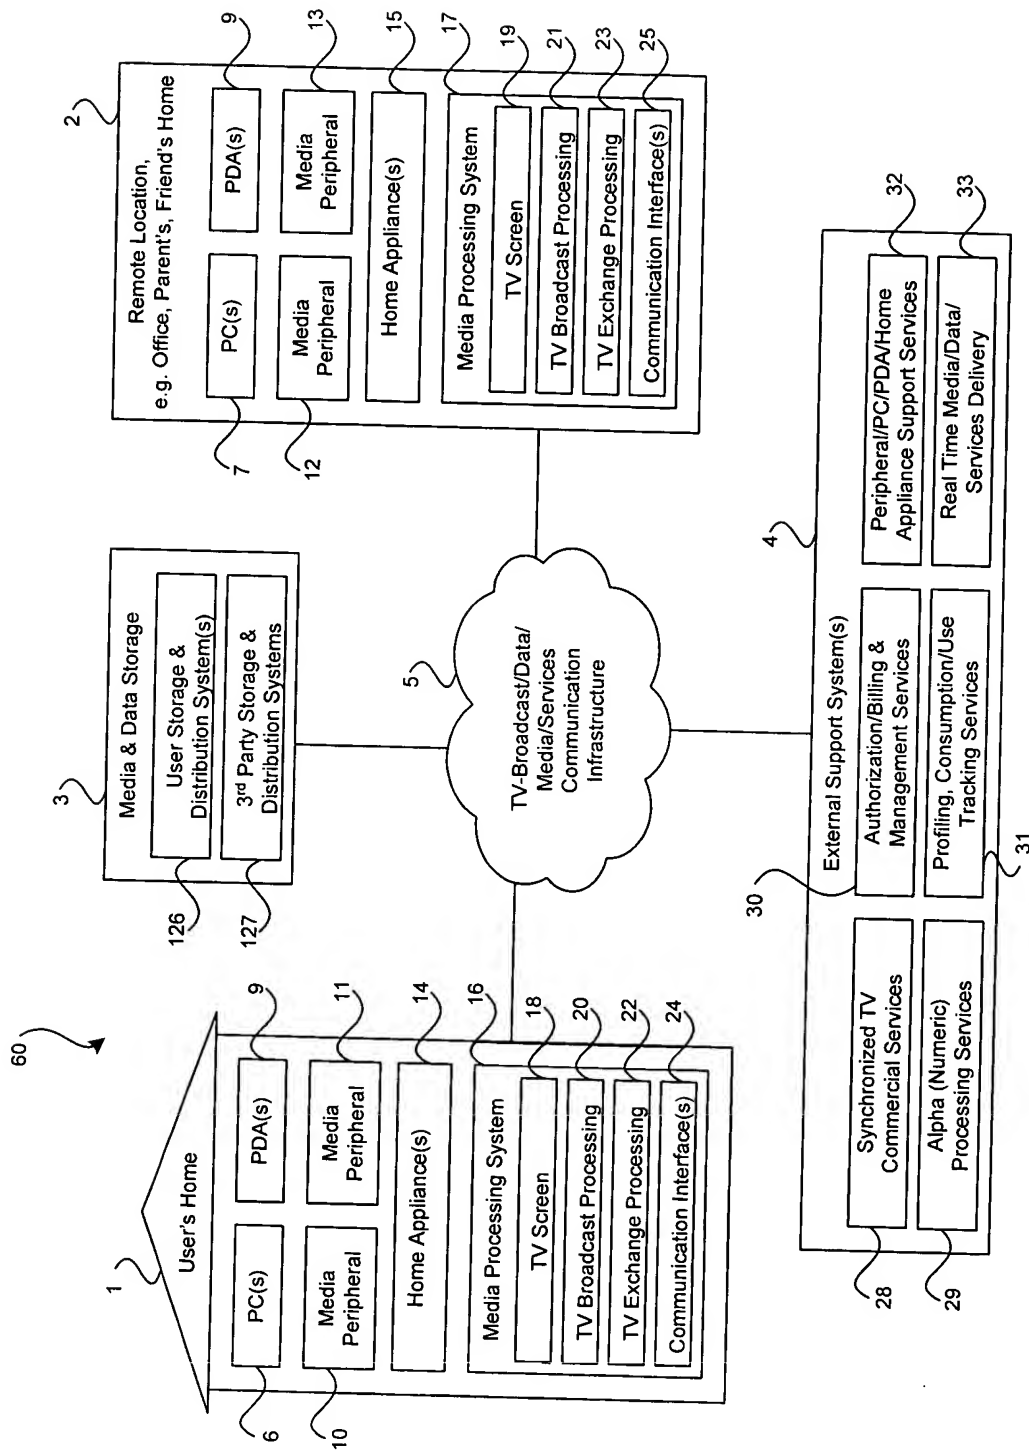 60
1
User's Home
PC(s)
PDA(s)
6
9
Media
Peripheral
Media
Peripheral
10
11
Home Appliance(s)
14
Media Processing System
16
TV Screen
18
TV Broadcast Processing
20
TV Exchange Processing
22
Communication Interface(s)
24
3
Media & Data Storage
User Storage &
Distribution System(s)
126
3rd Party Storage &
Distribution Systems
127
2
Remote Location,
e.g. Office, Parent's, Friend's Home
PC(s)
PDA(s)
7
9
Media
Peripheral
Media
Peripheral
12
13
Home Appliance(s)
15
Media Processing System
17
TV Screen
19
TV Broadcast Processing
21
TV Exchange Processing
23
Communication Interface(s)
25
5
TV-Broadcast/Data/
Media/Services
Communication
Infrastructure
4
External Support System(s)
Synchronized TV
Commercial Services
28
Authorization/Billing &
Management Services
30
Peripheral/PC/PDA/Home
Appliance Support Services
32
Alpha (Numeric)
Processing Services
29
Profiling, Consumption/Use
Tracking Services
31
Real Time Media/Data/
Services Delivery
33